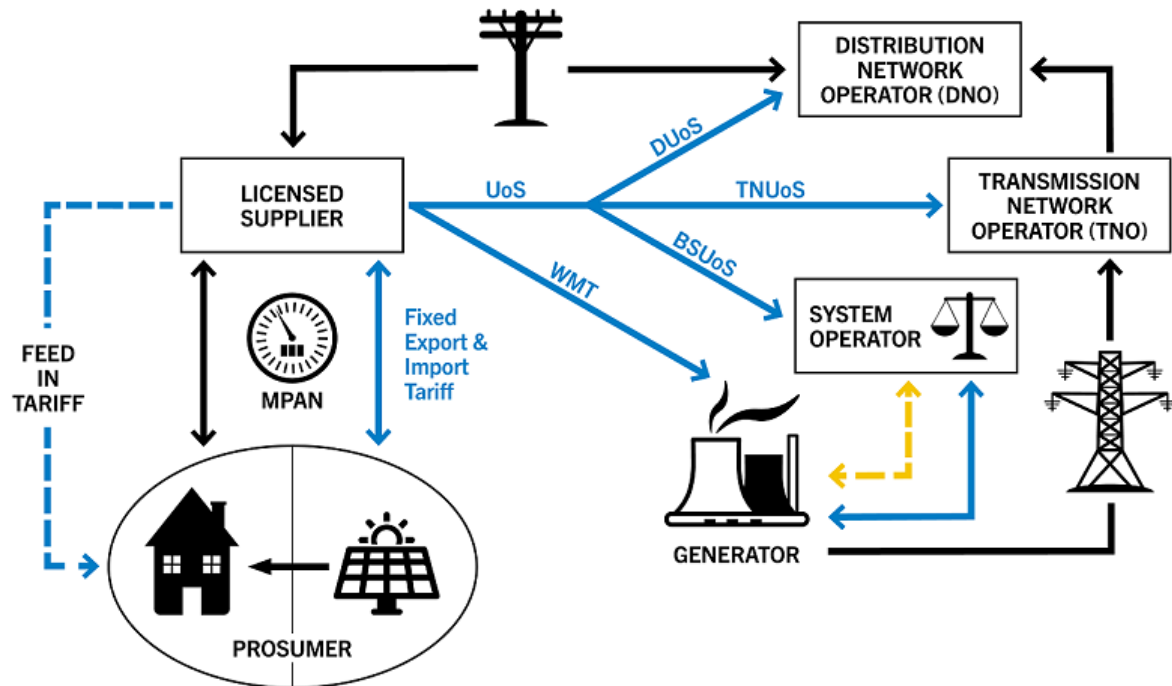 DISTRIBUTION
NETWORK
OPERATOR (DNO)
DUoS
LICENSED
SUPPLIER
UoS
TNUoS
TRANSMISSION
NETWORK
OPERATOR (TNO)
BSUoS
WMT
SYSTEM
OPERATOR
Fixed
Export &
Import
Tariff
FEED
IN
TARIFF
MPAN
GENERATOR
PROSUMER